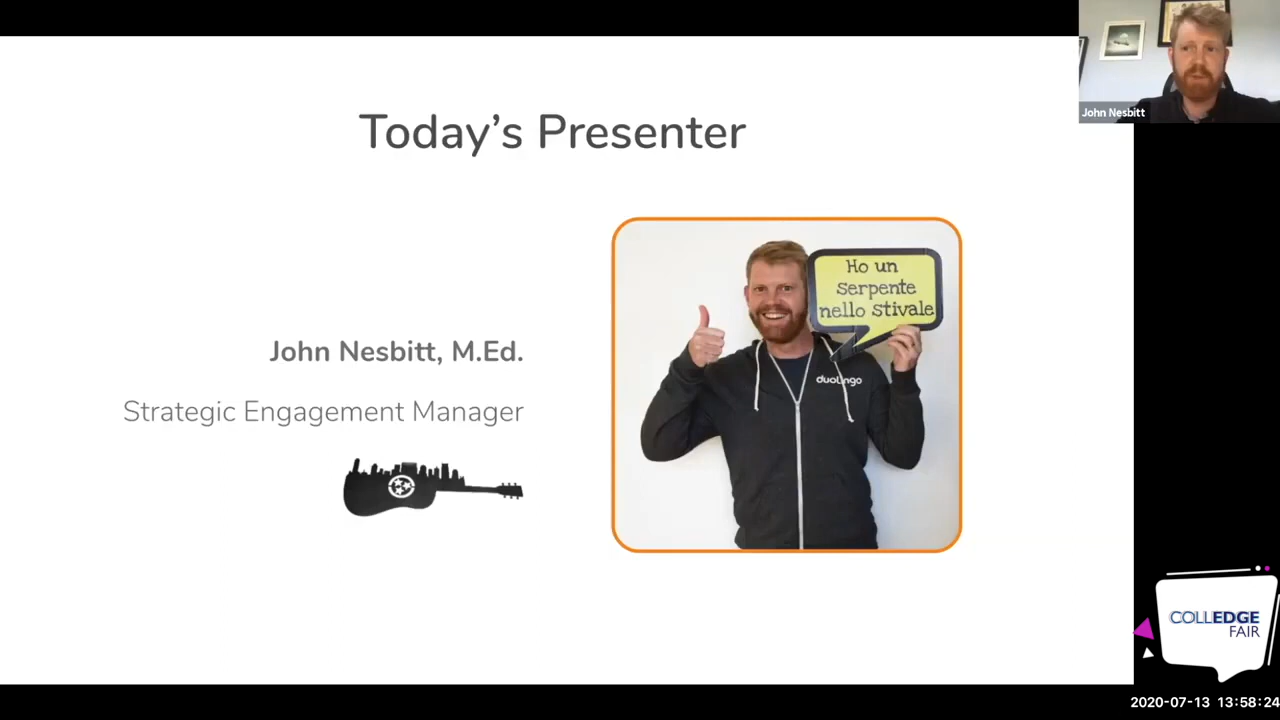 Today's Presenter
John Nesbitt
Ho un
serpente
nello stivale
duolingo
John Nesbitt, M.Ed.
Strategic Engagement Manager
COLLEDGE
FAIR
2020-07-13 13:58:24